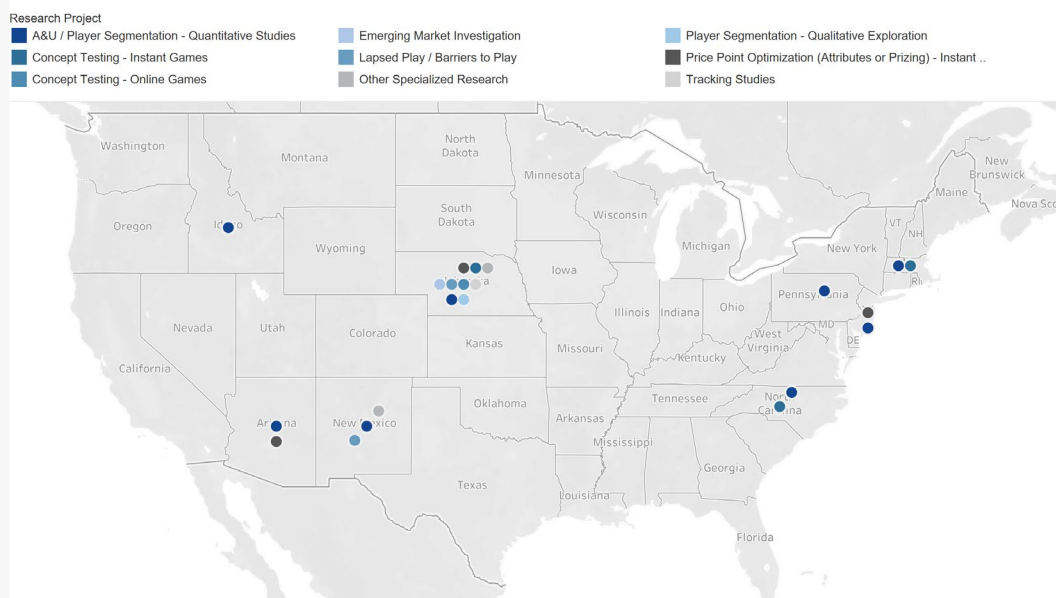 Research Project
A&U / Player Segmentation - Quantitative Studies
Emerging Market Investigation
Player Segmentation - Qualitative Exploration
Concept Testing - Instant Games
Lapsed Play / Barriers to Play
Price Point Optimization (Attributes or Prizing) - Instant ..
Concept Testing - Online Games
Other Specialized Research
Tracking Studies
Washington
Montana
North
Dakota
Minnesota
New
Brunswick
Maine
Nova Sc
Oregon
South
Dakota
Wisconsin
VT
NH
Wyoming
Michigan
New York
Iowa
RI
Pennsylvania
Illinois
Indiana
Ohio
Nevada
Utah
Colorado
Kansas
Missouri
West
Virginia
MD
DE
California
Kentucky
Tennessee
Oklahoma
Arkansas
New Mexico
Mississippi
Georgia
Texas
Louisiana
Florida